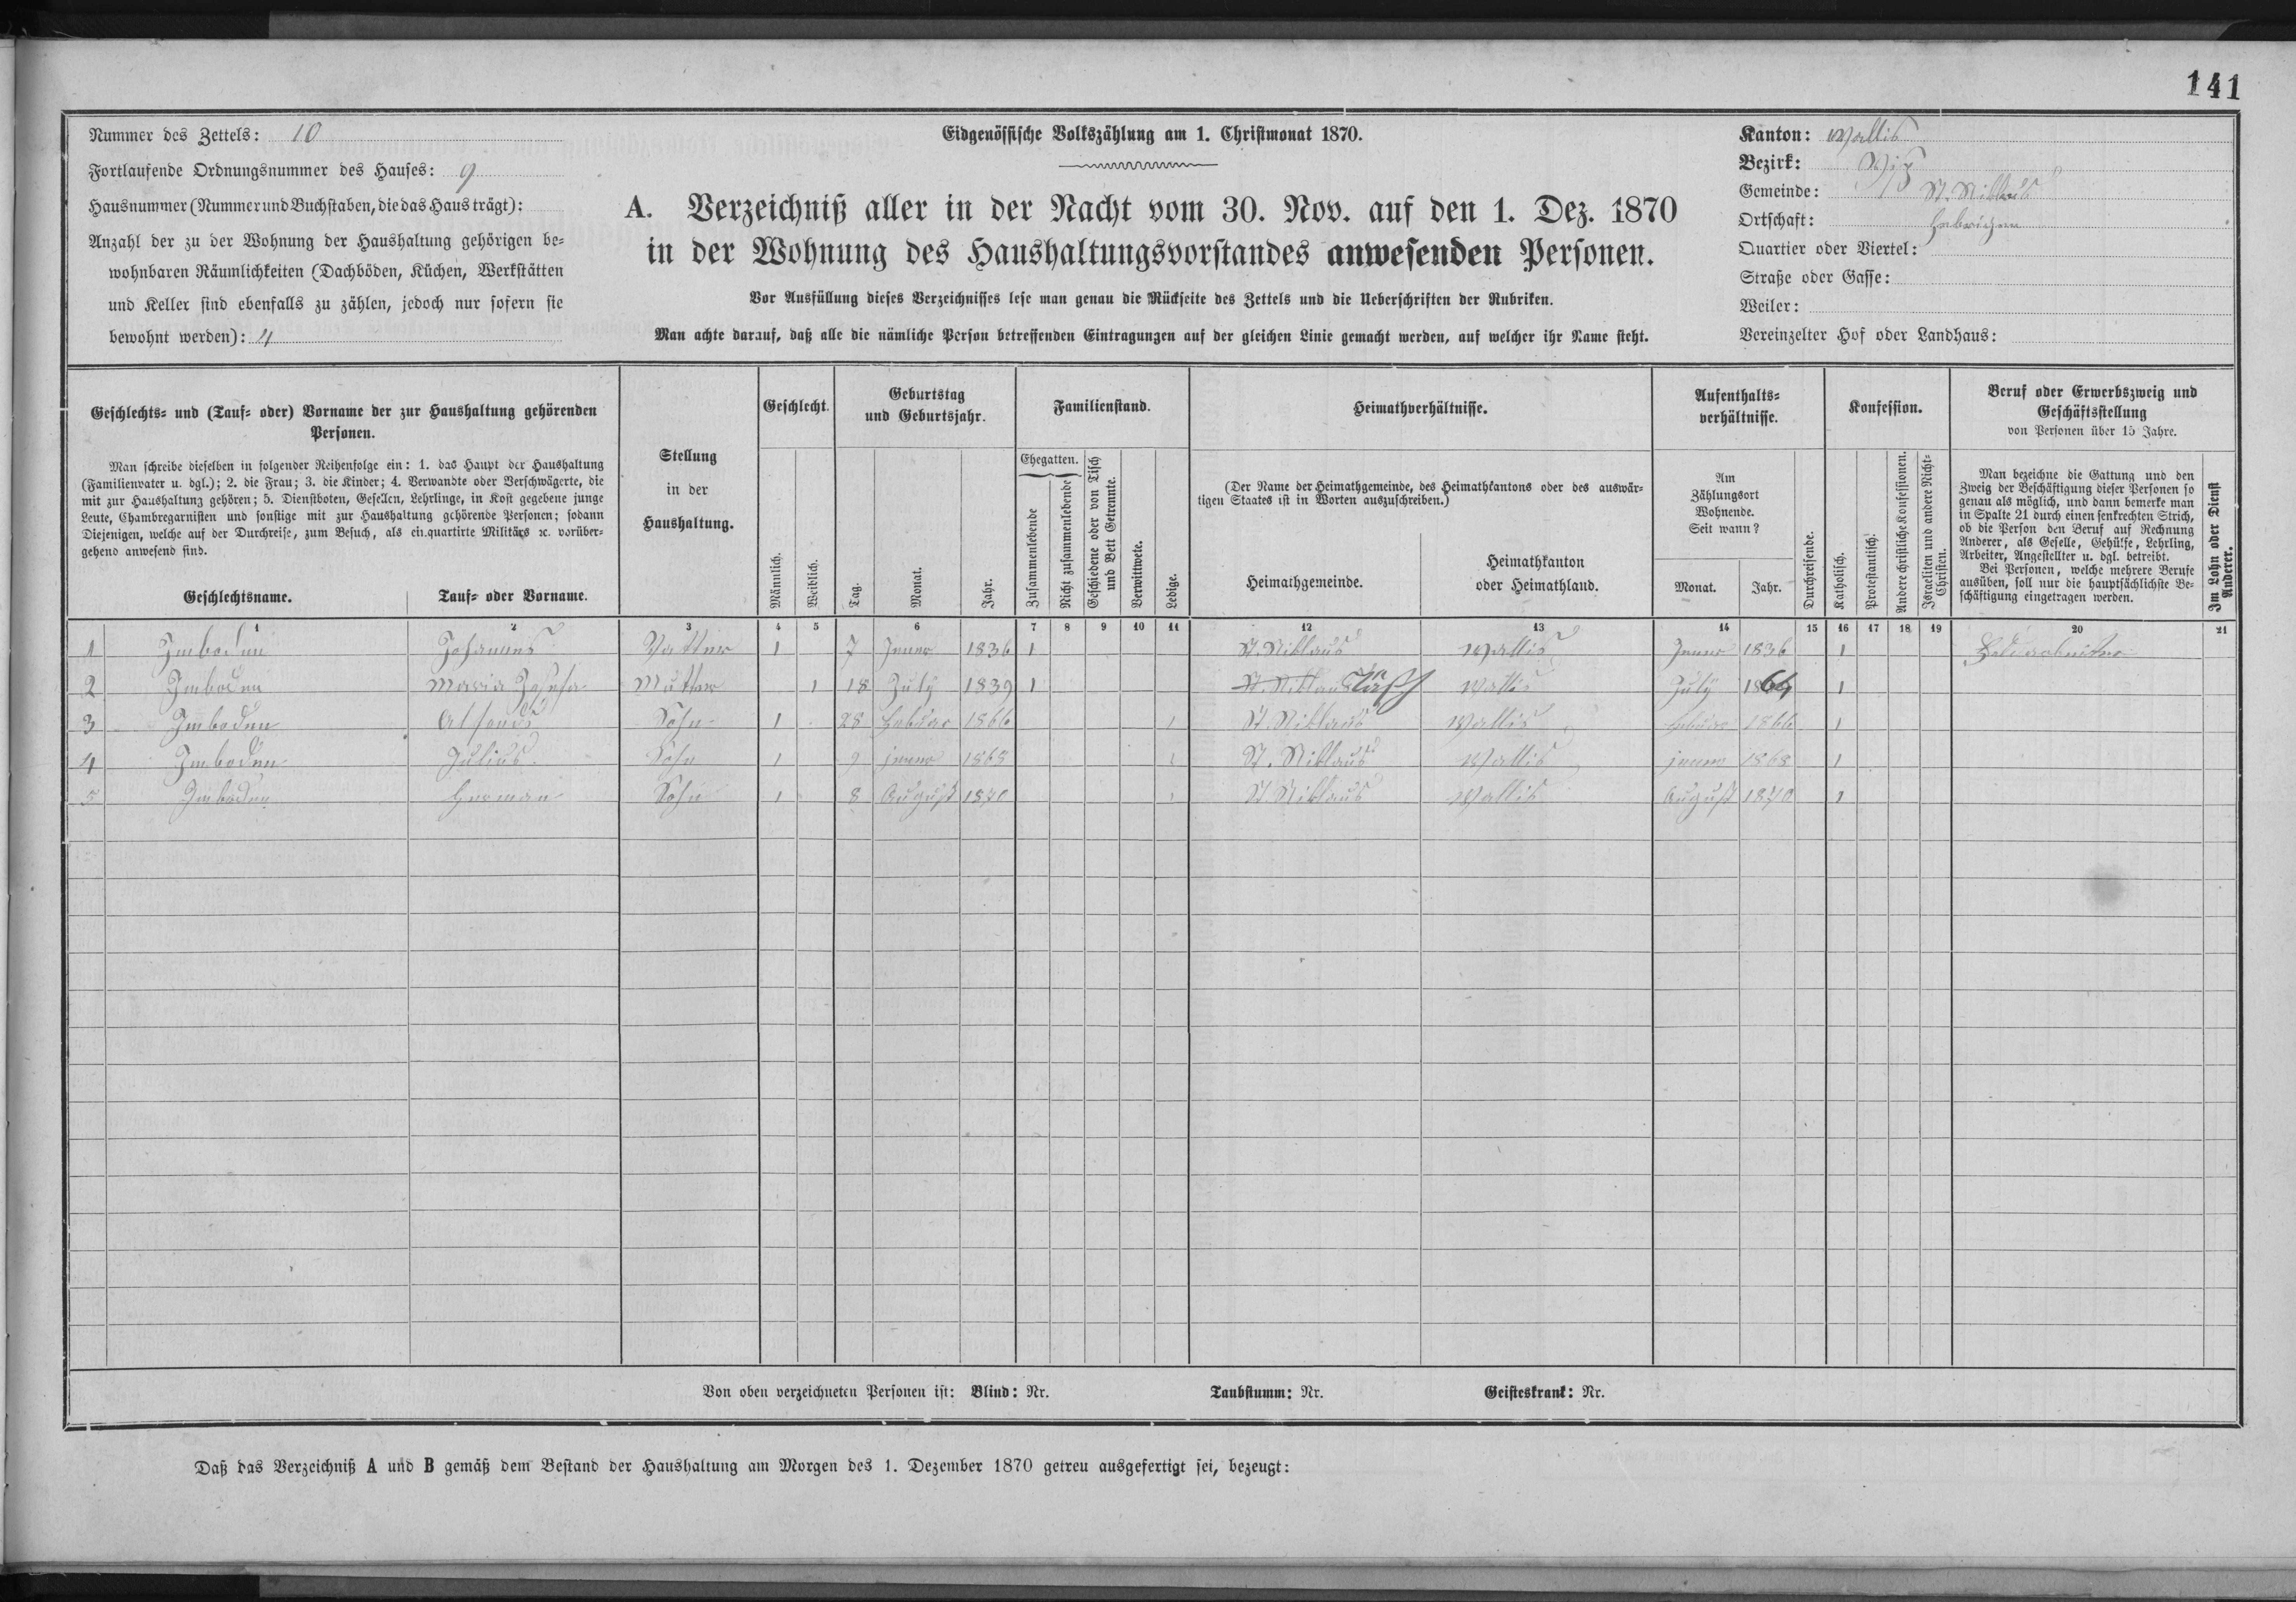 141
Nummer des Zettels: 10
Fortlaufende Ordnungsnummer des Hauses: 9
Hausnummer (Nummer und Buchstaben, die das Haus trägt):
Anzahl der zu der Wohnung der Haushaltung gehörigen be-
wohnbaren Räumlichkeiten (Dachböden, Küchen, Werkstätten
und Keller sind ebenfalls zu zählen, jedoch nur sofern sie
bewohnt werden): 4
Eidgenössische Volkszählung am 1. Christmonat 1870.
A. Verzeichniß aller in der Nacht vom 30. Nov. auf den 1. Dez. 1870
in der Wohnung des Haushaltungsvorstandes anwesenden Personen.
Vor Ausfüllung dieses Verzeichnisses lese man genau die Rückseite des Zettels und die Ueberschriften der Rubriken.
Man achte darauf, daß alle die nämliche Person betreffenden Eintragungen auf der gleichen Linie gemacht werden, auf welcher ihr Name steht.
Kanton: Wallis
Bezirk: Visp
Gemeinde: St. Niklaus
Ortschaft: Herbrigen
Quartier oder Viertel:
Straße oder Gasse:
Weiler:
Vereinzelter Hof oder Landhaus:
Geschlechts- und (Tauf- oder) Vorname der zur Haushaltung gehörenden
Personen.
Man schreibe dieselben in folgender Reihenfolge ein: 1. das Haupt der Haushaltung
(Familienvater u. dgl.); 2. die Frau; 3. die Kinder; 4. Verwandte oder Verschwägerte, die
mit zur Haushaltung gehören; 5. Dienstboten, Gesellen, Lehrlinge, in Kost gegebene junge
Leute, Chambregarnisten und sonstige mit zur Haushaltung gehörende Personen; sodann
Diejenigen, welche auf der Durchreise, zum Besuch, als einquartirte Militärs ꝛc. vorüber-
gehend anwesend sind.
Geschlechtsname. Tauf- oder Vorname.
Stellung
in der
Haushaltung.
Geschlecht.
Männlich.
Weiblich.
Geburtstag
und Geburtsjahr.
Tag.
Monat.
Jahr.
Familienstand.
Ehegatten.
Zusammenlebende
Nicht zusammenlebende
Geschiedene oder von Tisch
und Bett Getrennte.
Verwittwete.
Ledige.
Heimathverhältnisse.
(Der Name der Heimathgemeinde, des Heimathkantons oder des auswär-
tigen Staates ist in Worten auszuschreiben.)
Heimathgemeinde.
Heimathkanton
oder Heimathland.
Aufenthalts-
verhältnisse.
Am
Zählungsort
Wohnende.
Seit wann?
Monat. Jahr.
Durchreisende.
Konfession.
Katholisch.
Protestantisch.
Andere christliche Konfessionen.
Israeliten und andere Nicht-
Christen.
Beruf oder Erwerbszweig und
Geschäftsstellung
von Personen über 15 Jahre.
Man bezeichne die Gattung und den
Zweig der Beschäftigung dieser Personen so
genau als möglich, und dann bemerke man
in Spalte 21 durch einen senkrechten Strich,
ob die Person den Beruf auf Rechnung
Anderer, als Geselle, Gehülfe, Lehrling,
Arbeiter, Angestellter u. dgl. betreibt.
Bei Personen, welche mehrere Berufe
ausüben, soll nur die hauptsächlichste Be-
schäftigung eingetragen werden.
Im Lohn oder Dienst
Anderer.
1 2 3 4 5 6 7 8 9 10 11 12 13 14 15 16 17 18 19 20 21
1 Imboden Johannes Vatter 1 7 Jener 1836 1 St. Niklaus Wallis Jener 1836 1 Feldarbeiter
2 Imboden Maria Josefa Mutter 1 18 July 1839 1 St. Niklaus Täsch Wallis July 1864 1
3 Imboden Alfons Sohn 1 28 Febuar 1866 1 St. Niklaus Wallis Febuar 1866 1
4 Imboden Julius Sohn 1 9 jener 1868 1 St. Niklaus Wallis jener 1868 1
5 Imboden Herman Sohn 1 8 August 1870 1 St. Niklaus Wallis August 1870 1
Von oben verzeichneten Personen ist: Blind: Nr. Taubstumm: Nr. Geisteskrank: Nr.
Daß das Verzeichniß A und B gemäß dem Bestand der Haushaltung am Morgen des 1. Dezember 1870 getreu ausgefertigt sei, bezeugt: